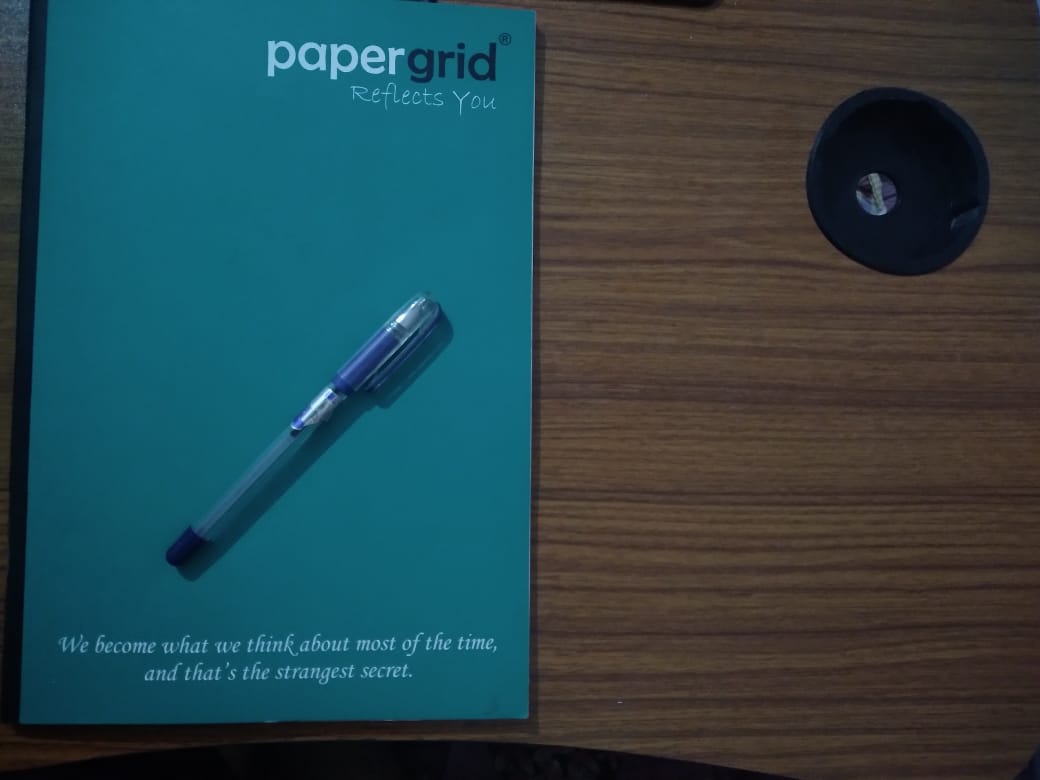 papergrid®
Reflects You
We become what we think about most of the time,
and that's the strangest secret.